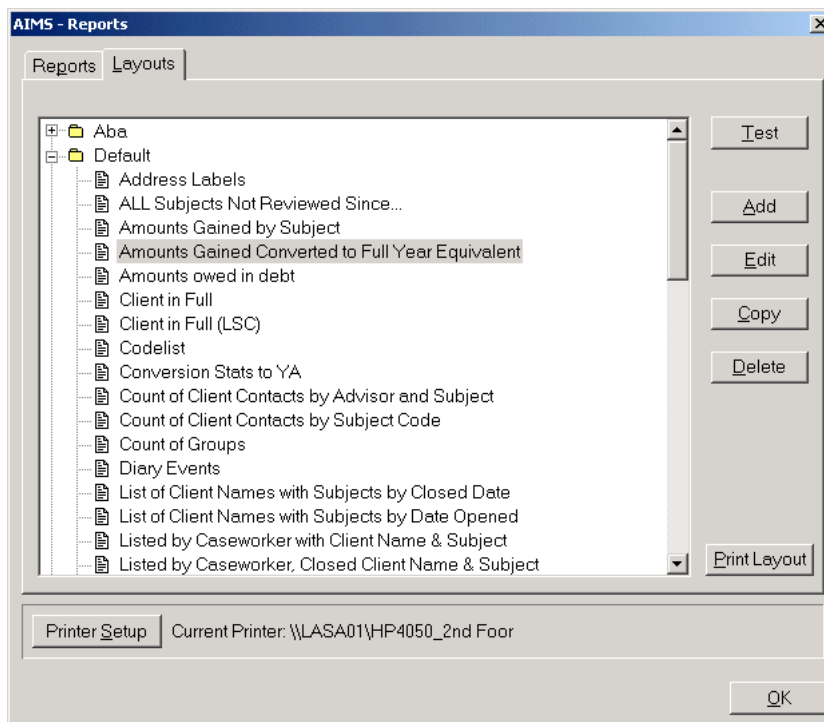 AIMS - Reports
Reports Layouts
Aba
Default
Address Labels
ALL Subjects Not Reviewed Since...
Amounts Gained by Subject
Amounts Gained Converted to Full Year Equivalent
Amounts owed in debt
Client in Full
Client in Full (LSC)
Codelist
Conversion Stats to YA
Count of Client Contacts by Advisor and Subject
Count of Client Contacts by Subject Code
Count of Groups
Diary Events
List of Client Names with Subjects by Closed Date
List of Client Names with Subjects by Date Opened
Listed by Caseworker with Client Name & Subject
Listed by Caseworker, Closed Client Name & Subject
Test
Add
Edit
Copy
Delete
Print Layout
Printer Setup Current Printer: \\LASA01\HP4050_2nd Foor
OK